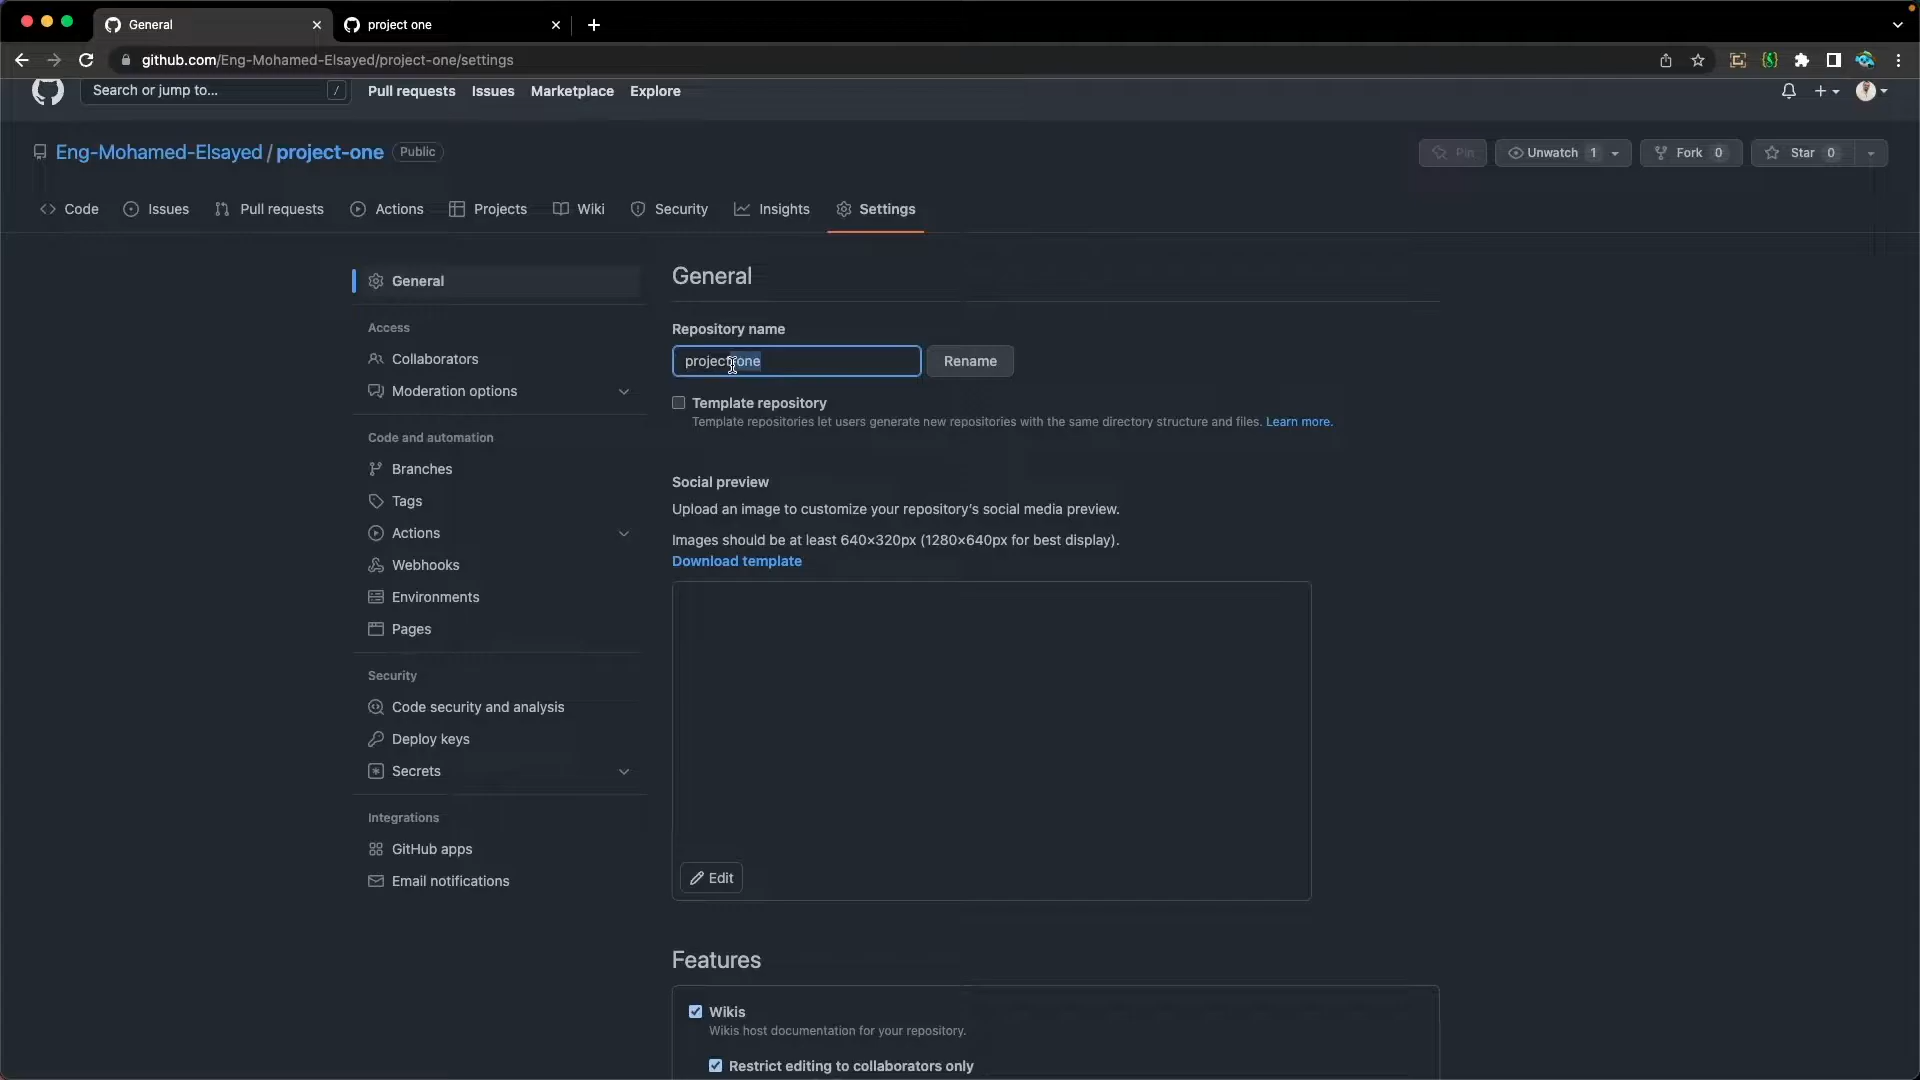 General
project one
github.com/Eng-Mohamed-Elsayed/project-one/settings
Search or jump to... /
Pull requests Issues Marketplace Explore
Eng-Mohamed-Elsayed / project-one Public
Pin Unwatch 1 Fork 0 Star 0
Code Issues Pull requests Actions Projects Wiki Security Insights Settings
General
Access
Collaborators
Moderation options
Code and automation
Branches
Tags
Actions
Webhooks
Environments
Pages
Security
Code security and analysis
Deploy keys
Secrets
Integrations
GitHub apps
Email notifications
General
Repository name
project-one Rename
Template repository
Template repositories let users generate new repositories with the same directory structure and files. Learn more.
Social preview
Upload an image to customize your repository's social media preview.
Images should be at least 640×320px (1280×640px for best display).
Download template
Edit
Features
Wikis
Wikis host documentation for your repository.
Restrict editing to collaborators only